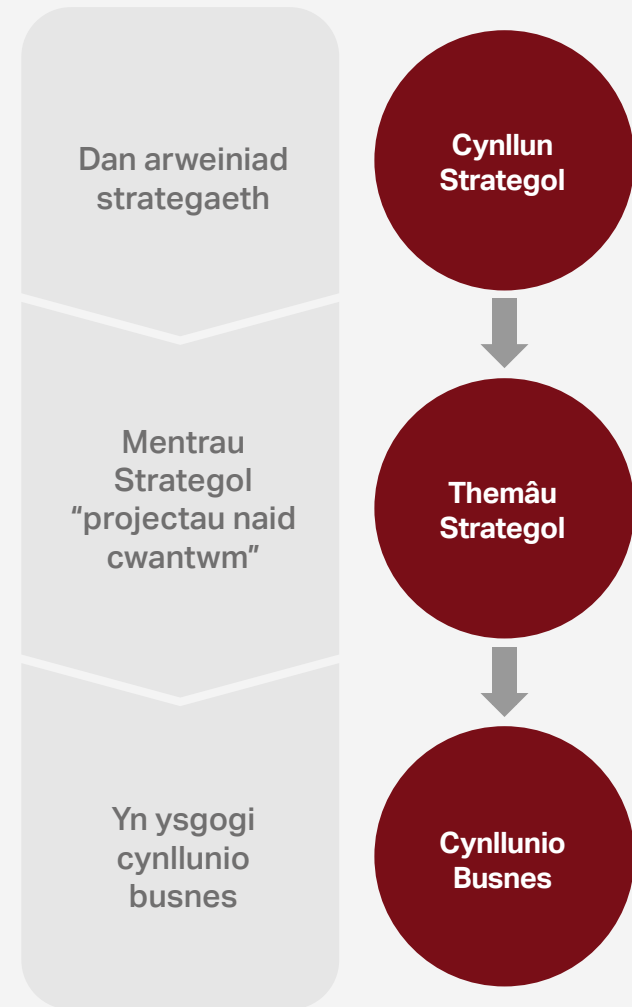 Dan arweiniad
strategaeth
Cynllun
Strategol
Mentrau
Strategol
“projectau naid
cwantwm”
Themâu
Strategol
Yn ysgogi
cynllunio
busnes
Cynllunio
Busnes